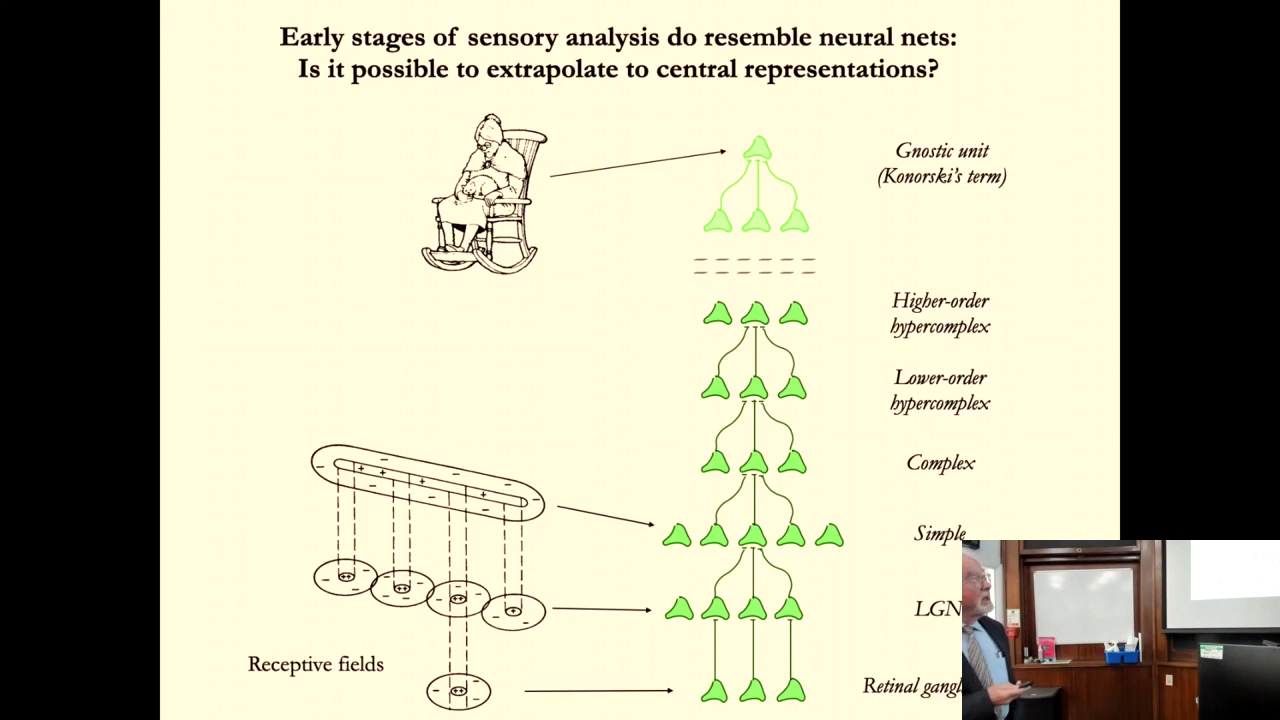 Early stages of sensory analysis do resemble neural nets:
Is it possible to extrapolate to central representations?
Gnostic unit
(Konorski's term)
Higher-order
hypercomplex
Lower-order
hypercomplex
Complex
Simple
LGN
Receptive fields
Retinal